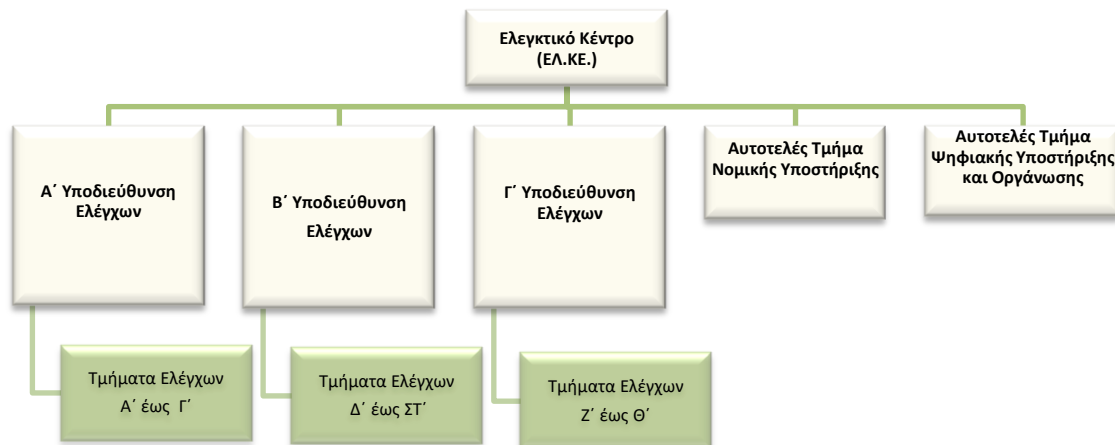 Ελεγκτικό Κέντρο
(ΕΛ.ΚΕ.)
Α΄ Υποδιεύθυνση
Ελέγχων
Β΄ Υποδιεύθυνση
Ελέγχων
Γ΄ Υποδιεύθυνση
Ελέγχων
Αυτοτελές Τμήμα
Νομικής Υποστήριξης
Αυτοτελές Τμήμα
Ψηφιακής Υποστήριξης
και Οργάνωσης
Τμήματα Ελέγχων
Α΄ έως Γ΄
Τμήματα Ελέγχων
Δ΄ έως ΣΤ΄
Τμήματα Ελέγχων
Ζ΄ έως Θ΄